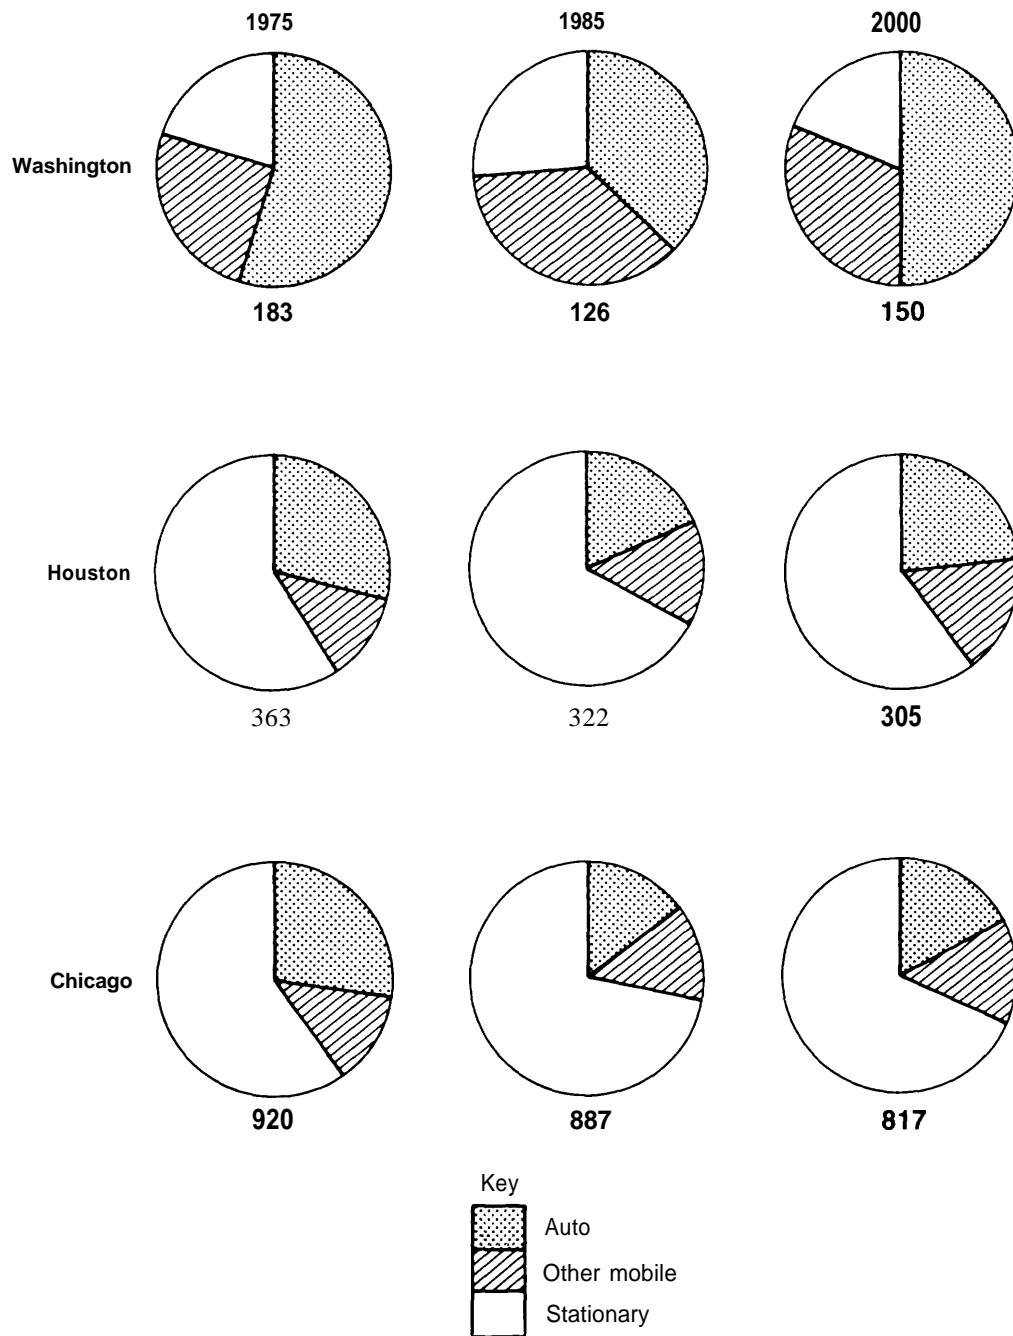 1975 1985 2000
Washington
183 126 150
Houston
363 322 305
Chicago
920 887 817
Key
Auto
Other mobile
Stationary